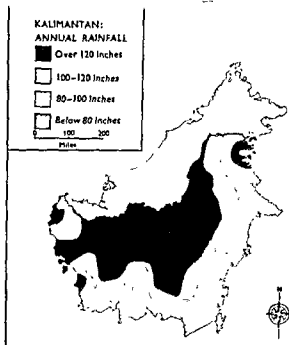 KALIMANTAN:
ANNUAL RAINFALL
Over 120 Inches
100–120 Inches
80–100 Inches
Below 80 Inches
0 100 200
Miles
N